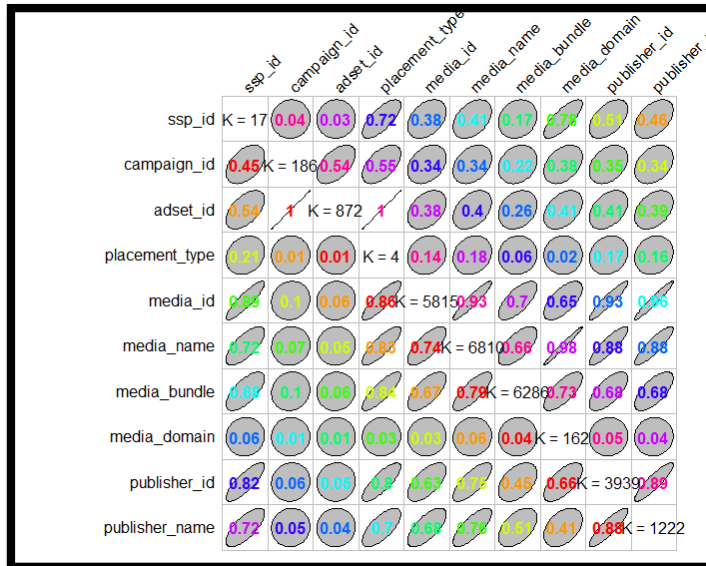 ssp_id campaign_id adset_id placement_type media_id media_name media_bundle media_domain publisher_id publisher_
ssp_id K = 17 0.04 0.03 0.72 0.38 0.41 0.17 0.78 0.51 0.46
campaign_id 0.45 K = 186 0.54 0.55 0.34 0.34 0.22 0.38 0.35 0.34
adset_id 0.54 1 K = 872 1 0.38 0.4 0.26 0.41 0.41 0.39
placement_type 0.21 0.01 0.01 K = 4 0.14 0.18 0.06 0.02 0.17 0.16
media_id 0.89 0.1 0.06 0.86 K = 5815 0.93 0.7 0.65 0.93 0.96
media_name 0.72 0.07 0.05 0.83 0.74 K = 6810 0.66 0.98 0.88 0.88
media_bundle 0.68 0.1 0.06 0.84 0.67 0.79 K = 6286 0.73 0.68 0.68
media_domain 0.06 0.01 0.01 0.03 0.03 0.06 0.04 K = 162 0.05 0.04
publisher_id 0.82 0.06 0.05 0.8 0.63 0.75 0.45 0.66 K = 3939 0.89
publisher_name 0.72 0.05 0.04 0.7 0.68 0.76 0.51 0.41 0.88 K = 1222